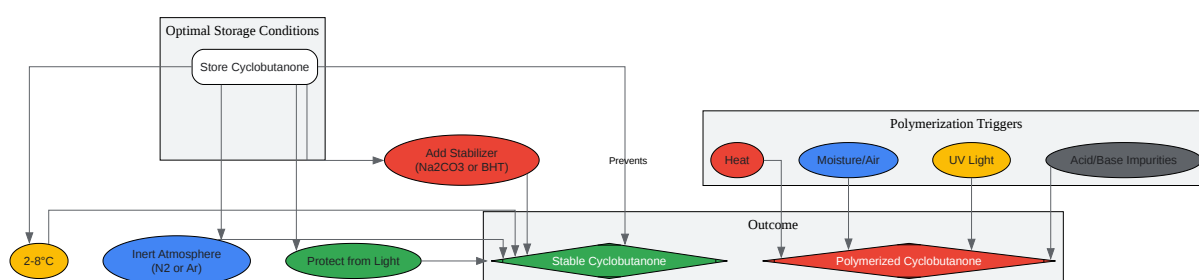 Optimal Storage Conditions
Store Cyclobutanone
Polymerization Triggers
Add Stabilizer
(Na2CO3 or BHT)
Prevents
Heat
Moisture/Air
UV Light
Acid/Base Impurities
Outcome
2-8°C
Inert Atmosphere
(N2 or Ar)
Protect from Light
Stable Cyclobutanone
Polymerized Cyclobutanone